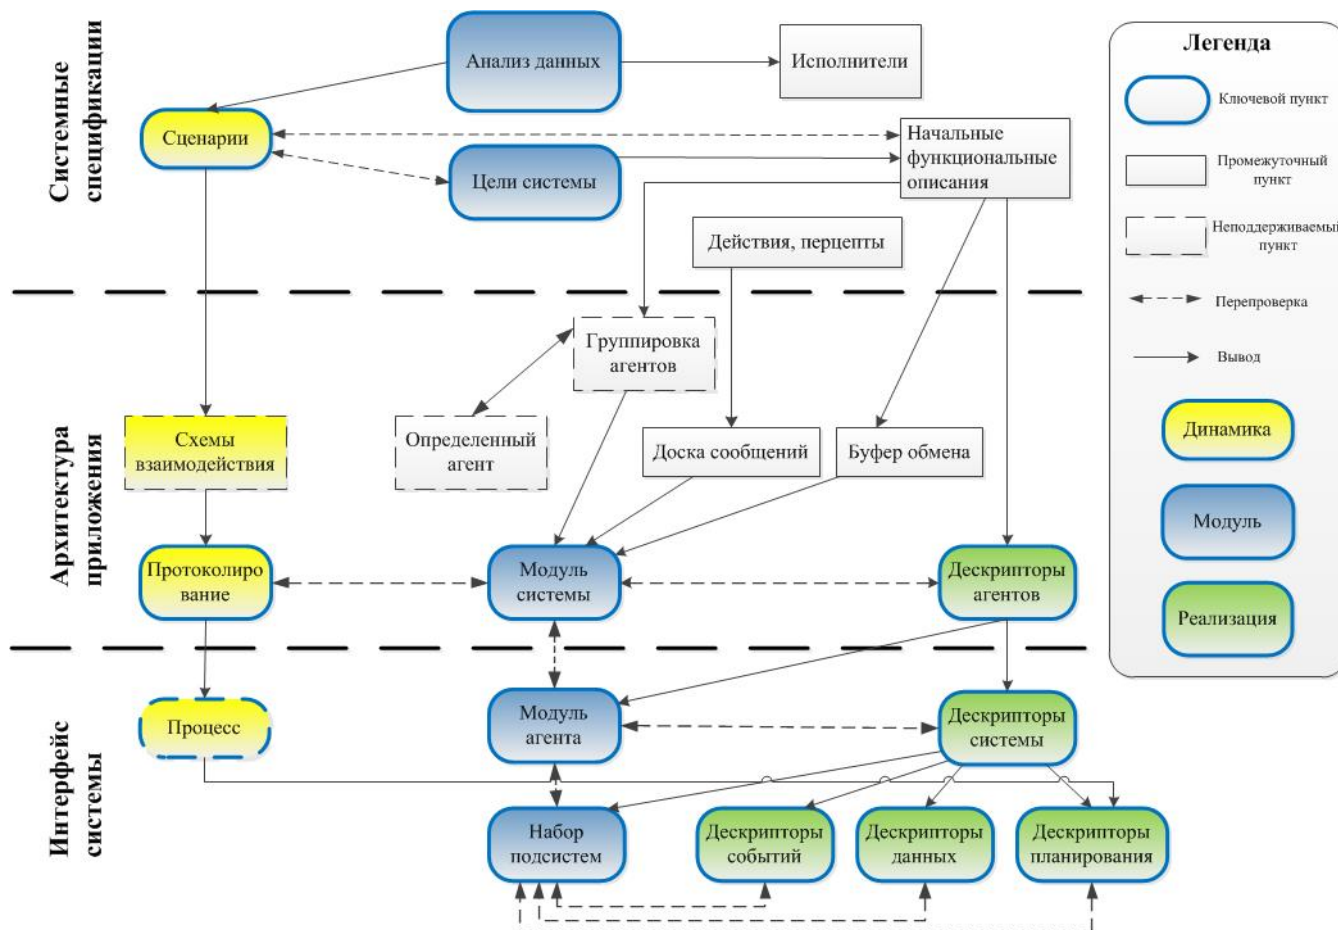 Системные
спецификации
Анализ данных
Исполнители
Сценарии
Цели системы
Начальные
функциональные
описания
Действия, перцепты
Архитектура
приложения
Группировка
агентов
Схемы
взаимодействия
Определенный
агент
Доска сообщений
Буфер обмена
Протоколиро
вание
Модуль
системы
Дескрипторы
агентов
Интерфейс
системы
Процесс
Модуль
агента
Дескрипторы
системы
Набор
подсистем
Дескрипторы
событий
Дескрипторы
данных
Дескрипторы
планирования
Легенда
Ключевой пункт
Промежуточный
пункт
Неподдерживаемый
пункт
Перепроверка
Вывод
Динамика
Модуль
Реализация